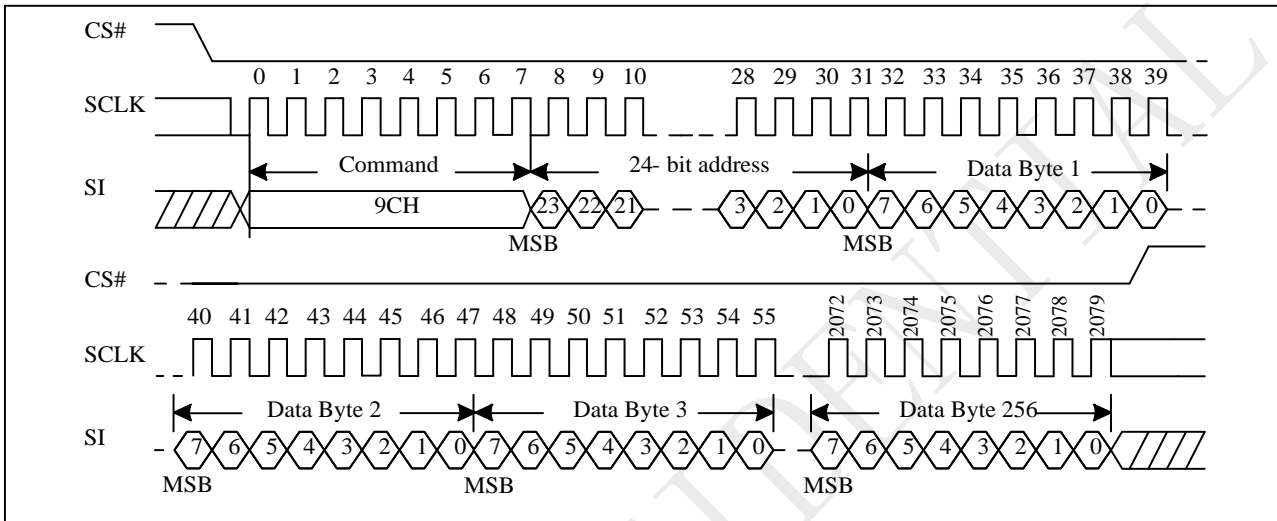 CS#
0 1 2 3 4 5 6 7 8 9 10 28 29 30 31 32 33 34 35 36 37 38 39
SCLK
Command 24- bit address Data Byte 1
SI
9CH 23 22 21 3 2 1 0 7 6 5 4 3 2 1 0
MSB MSB
CS#
40 41 42 43 44 45 46 47 48 49 50 51 52 53 54 55 2072 2073 2074 2075 2076 2077 2078 2079
SCLK
Data Byte 2 Data Byte 3 Data Byte 256
SI
7 6 5 4 3 2 1 0 7 6 5 4 3 2 1 0 7 6 5 4 3 2 1 0
MSB MSB MSB
DENTIAL